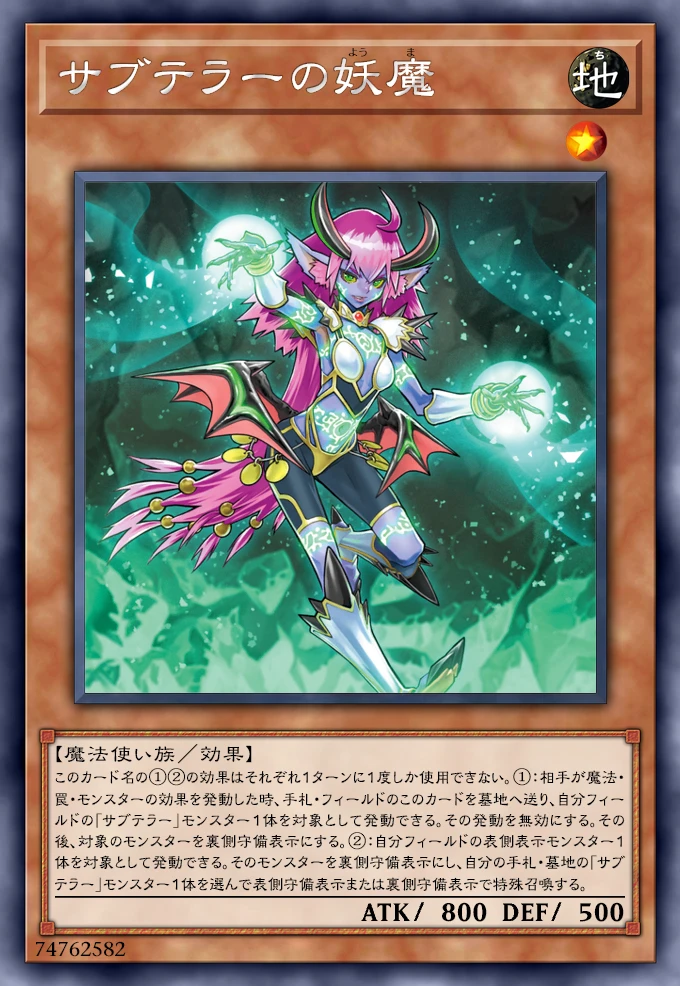 サブテラーの妖魔
よう ま
地
ち
【魔法使い族／効果】
このカード名の①②の効果はそれぞれ1ターンに1度しか使用できない。①：相手が魔法・
罠・モンスターの効果を発動した時、手札・フィールドのこのカードを墓地へ送り、自分フィー
ルドの「サブテラー」モンスター1体を対象として発動できる。その発動を無効にする。その
後、対象のモンスターを裏側守備表示にする。②：自分フィールドの表側表示モンスター1
体を対象として発動できる。そのモンスターを裏側守備表示にし、自分の手札・墓地の「サブ
テラー」モンスター1体を選んで表側守備表示または裏側守備表示で特殊召喚する。
ATK/ 800 DEF/ 500
74762582